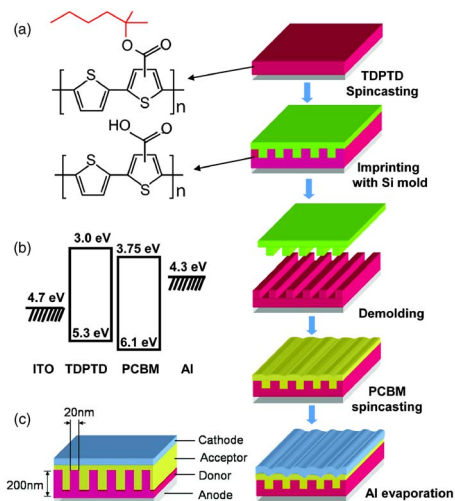 (a)
O
O
S
S
n
TDPTD
Spincasting
HO
O
S
S
n
Imprinting
with Si mold
Demolding
(b)
3.0 eV
3.75 eV
4.3 eV
4.7 eV
5.3 eV
6.1 eV
ITO TDPTD PCBM Al
PCBM
spincasting
(c)
20nm
200nm
Cathode
Acceptor
Donor
Anode
Al evaporation